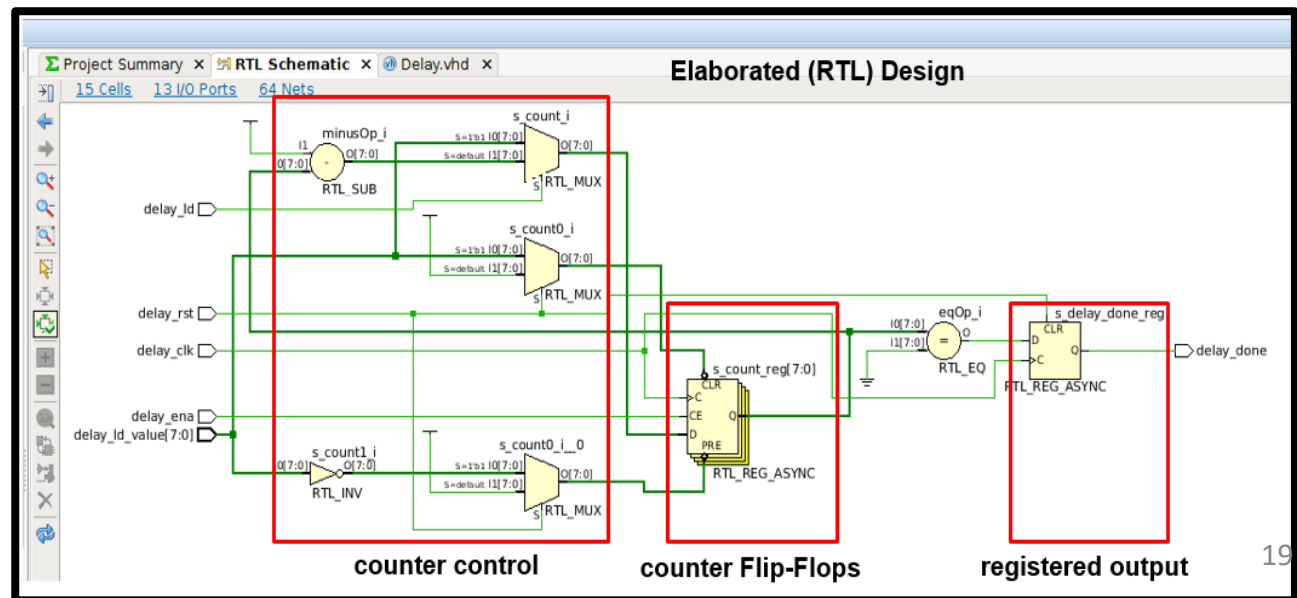 Σ Project Summary × RTL Schematic × Delay.vhd ×
Elaborated (RTL) Design
15 Cells 13 I/O Ports 64 Nets
s_count_i
minusOp_i
I1
O[7:0]
0[7:0]
-
RTL_SUB
S=1'b1 I0[7:0]
S=default I1[7:0]
O[7:0]
S
RTL_MUX
delay_ld
s_count0_i
S=1'b1 I0[7:0]
S=default I1[7:0]
O[7:0]
S
RTL_MUX
delay_rst
delay_clk
delay_ena
delay_ld_value[7:0]
s_count1_i
0[7:0]
O[7:0]
RTL_INV
s_count0_i__0
S=1'b1 I0[7:0]
S=default I1[7:0]
O[7:0]
S
RTL_MUX
s_count_reg[7:0]
CLR
C
CE
Q
D
PRE
RTL_REG_ASYNC
eqOp_i
I0[7:0]
I1[7:0]
=
O
RTL_EQ
s_delay_done_reg
CLR
D
Q
C
RTL_REG_ASYNC
delay_done
counter control
counter Flip-Flops
registered output
19